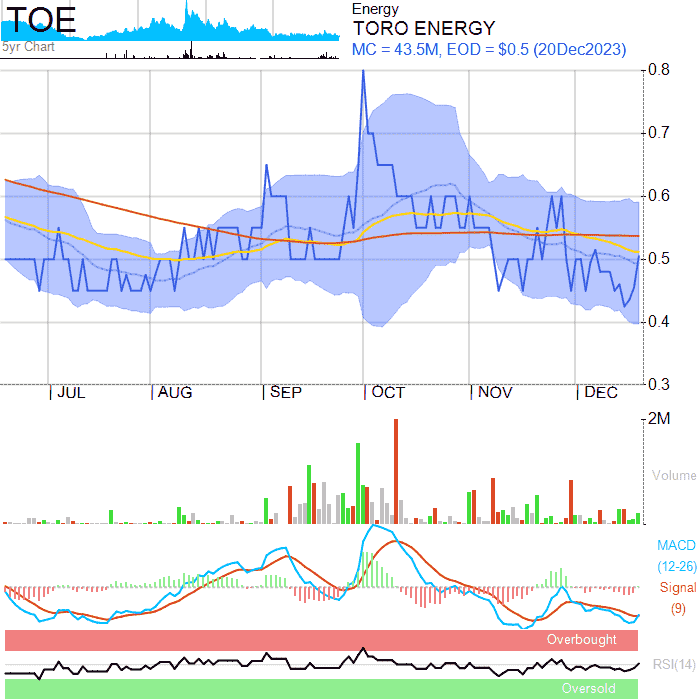 TOE
5yr Chart
Energy
TORO ENERGY
MC = 43.5M, EOD = $0.5 (20Dec2023)
0.8
0.7
0.6
0.5
0.4
0.3
JUL AUG SEP OCT NOV DEC
2M
Volume
MACD
(12-26)
Signal
(9)
Overbought
RSI(14)
Oversold